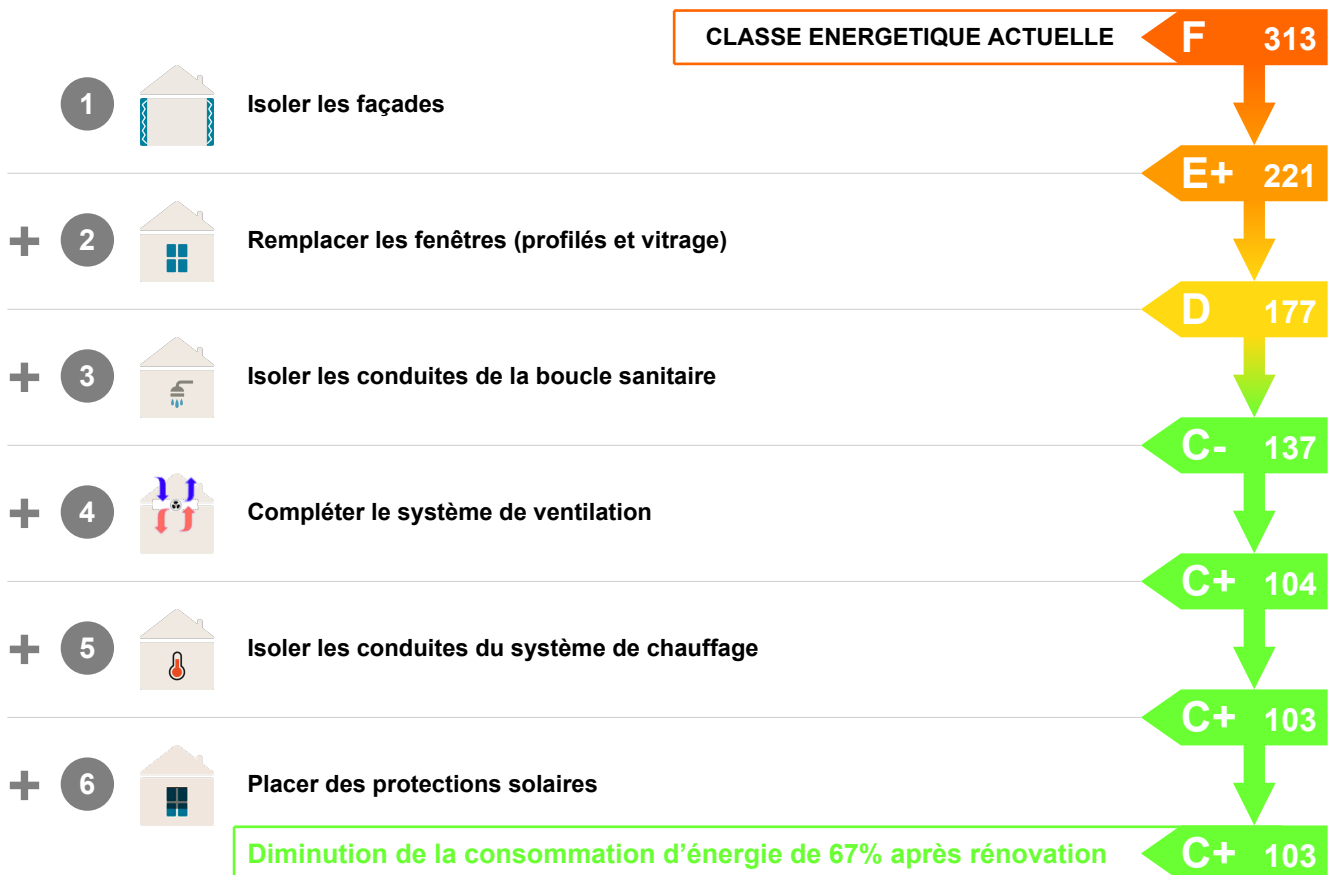 CLASSE ENERGETIQUE ACTUELLE F 313
1 Isoler les façades
E+ 221
+ 2 Remplacer les fenêtres (profilés et vitrage)
D 177
+ 3 Isoler les conduites de la boucle sanitaire
C- 137
+ 4 Compléter le système de ventilation
C+ 104
+ 5 Isoler les conduites du système de chauffage
C+ 103
+ 6 Placer des protections solaires
Diminution de la consommation d’énergie de 67% après rénovation C+ 103